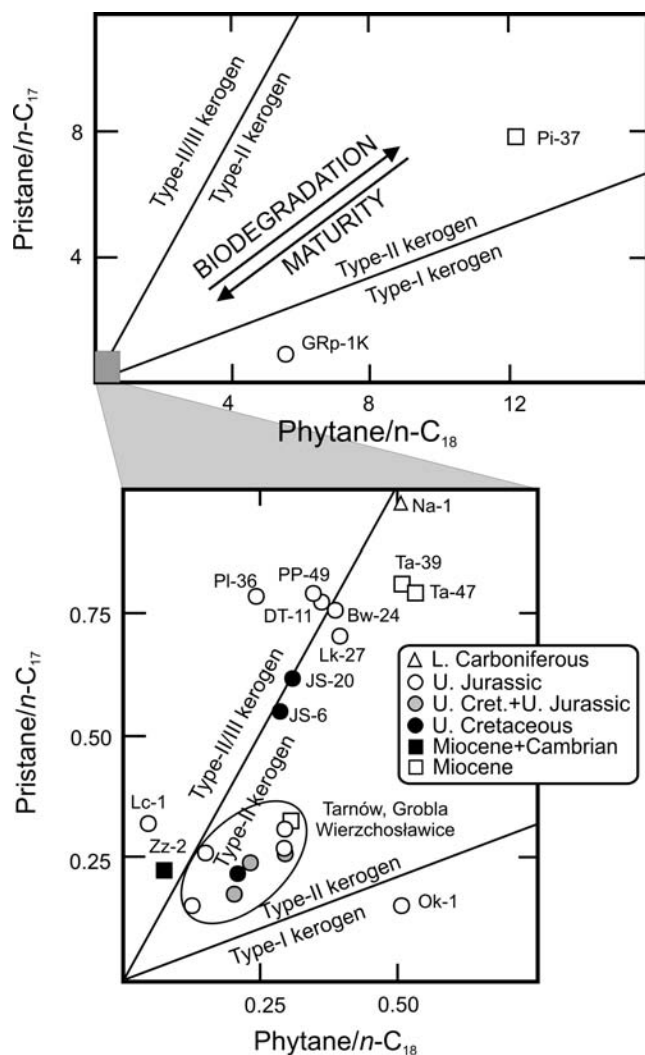 Pristane/n-C17
8
4
Type-II/III kerogen
Type-II kerogen
BIODEGRADATION
MATURITY
Pi-37
Type-II kerogen
Type-I kerogen
GRp-1K
4
8
12
Phytane/n-C18
Pristane/n-C17
0.75
0.50
0.25
Na-1
Ta-39
Ta-47
Pl-36
PP-49
DT-11
Bw-24
Lk-27
JS-20
JS-6
Type-II/III kerogen
Type-II kerogen
L. Carboniferous
U. Jurassic
U. Cret.+U. Jurassic
U. Cretaceous
Miocene+Cambrian
Miocene
Lc-1
Zz-2
Tarnów, Grobla
Wierzchosławice
Type-II kerogen
Type-I kerogen
Ok-1
0.25
0.50
Phytane/n-C18